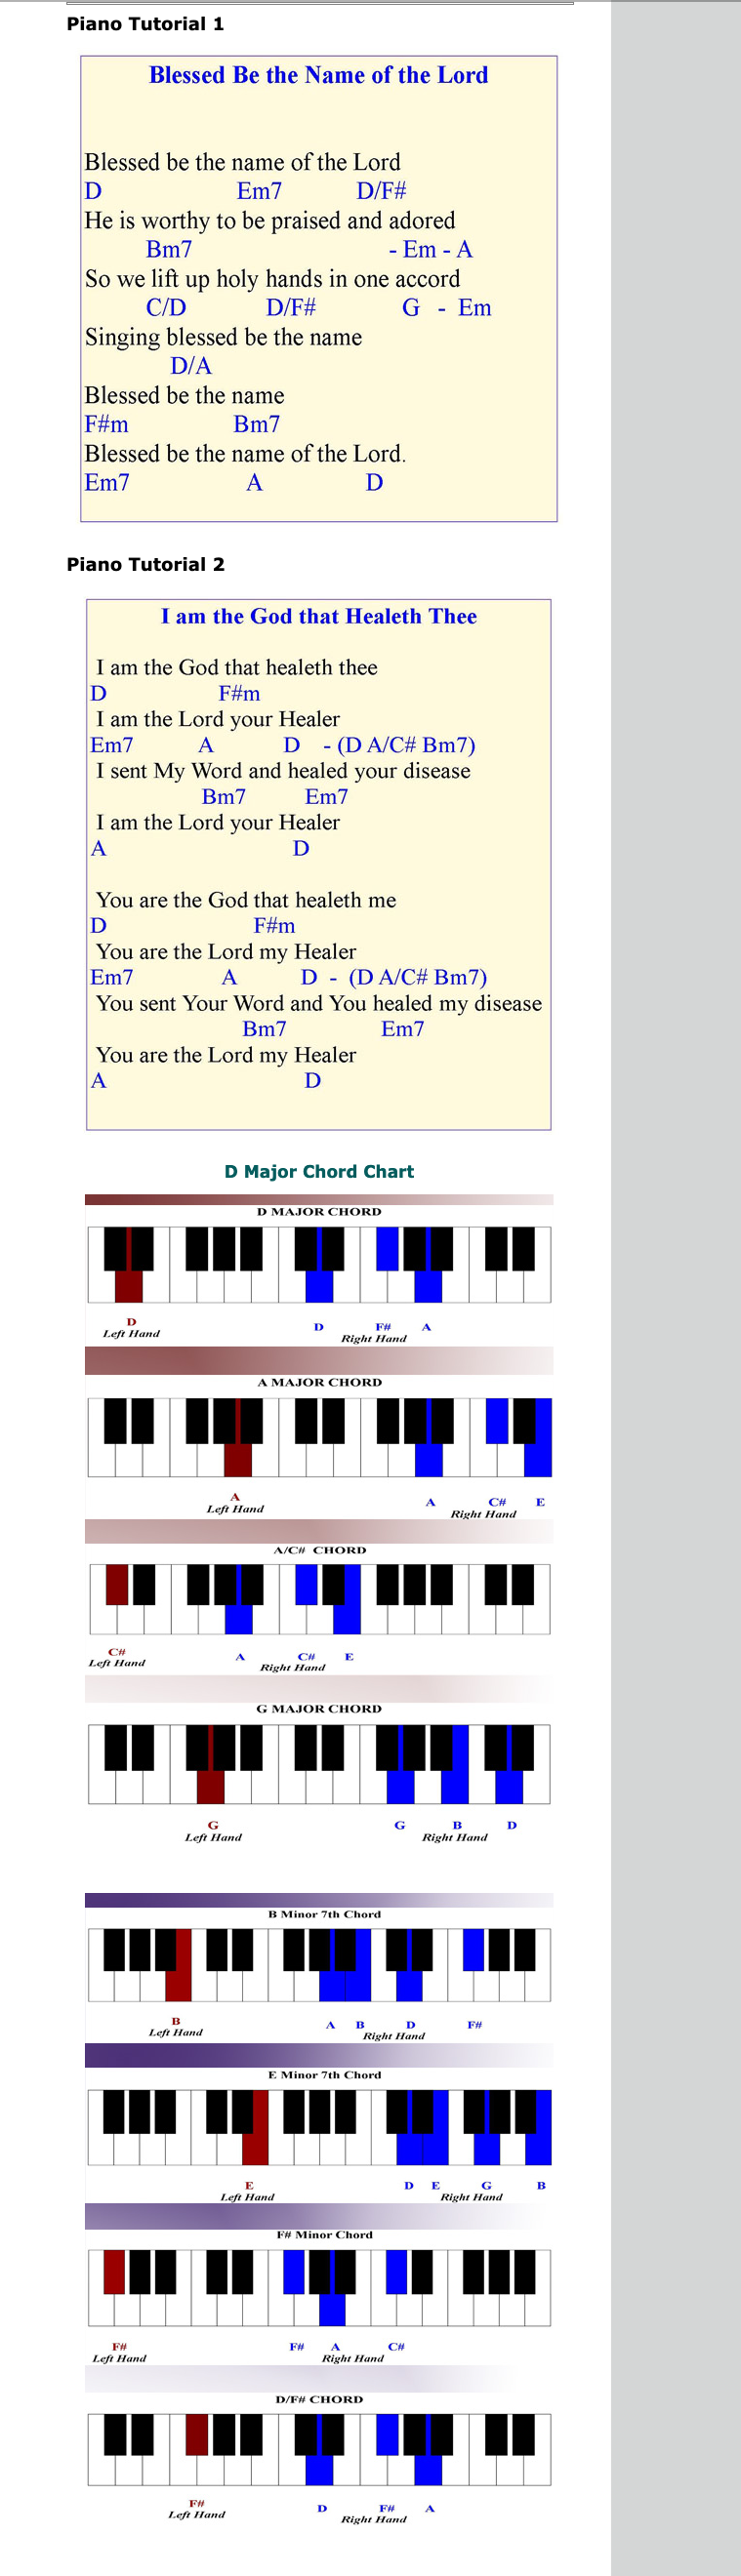 Piano Tutorial 1
Blessed Be the Name of the Lord
Blessed be the name of the Lord
D Em7 D/F#
He is worthy to be praised and adored
Bm7 - Em - A
So we lift up holy hands in one accord
C/D D/F# G - Em
Singing blessed be the name
D/A
Blessed be the name
F#m Bm7
Blessed be the name of the Lord.
Em7 A D
Piano Tutorial 2
I am the God that Healeth Thee
I am the God that healeth thee
D F#m
I am the Lord your Healer
Em7 A D - (D A/C# Bm7)
I sent My Word and healed your disease
Bm7 Em7
I am the Lord your Healer
A D
You are the God that healeth me
D F#m
You are the Lord my Healer
Em7 A D - (D A/C# Bm7)
You sent Your Word and You healed my disease
Bm7 Em7
You are the Lord my Healer
A D
D Major Chord Chart
D MAJOR CHORD
D D F# A
Left Hand Right Hand
A MAJOR CHORD
A A C# E
Left Hand Right Hand
A/C# CHORD
C# A C# E
Left Hand Right Hand
G MAJOR CHORD
G G B D
Left Hand Right Hand
B Minor 7th Chord
B A B D F#
Left Hand Right Hand
E Minor 7th Chord
E D E G B
Left Hand Right Hand
F# Minor Chord
F# F# A C#
Left Hand Right Hand
D/F# CHORD
F# D F# A
Left Hand Right Hand